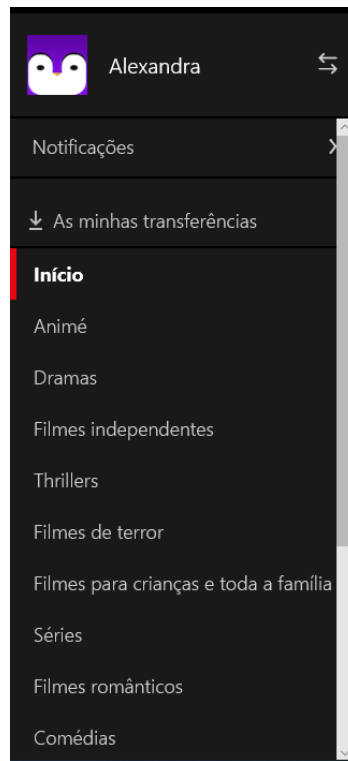 Alexandra
Notificações
As minhas transferências
Início
Animé
Dramas
Filmes independentes
Thrillers
Filmes de terror
Filmes para crianças e toda a família
Séries
Filmes românticos
Comédias